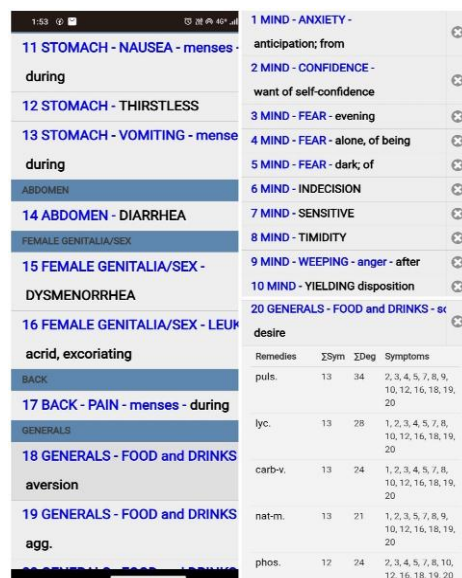 1:53
46+
11 STOMACH - NAUSEA - menses -
during
12 STOMACH - THIRSTLESS
13 STOMACH - VOMITING - mense
during
ABDOMEN
14 ABDOMEN - DIARRHEA
FEMALE GENITALIA/SEX
15 FEMALE GENITALIA/SEX -
DYSMENORRHEA
16 FEMALE GENITALIA/SEX - LEUK
acrid, excoriating
BACK
17 BACK - PAIN - menses - during
GENERALS
18 GENERALS - FOOD and DRINKS
aversion
19 GENERALS - FOOD and DRINKS
agg.
1 MIND - ANXIETY -
anticipation; from
2 MIND - CONFIDENCE -
want of self-confidence
3 MIND - FEAR - evening
4 MIND - FEAR - alone, of being
5 MIND - FEAR - dark; of
6 MIND - INDECISION
7 MIND - SENSITIVE
8 MIND - TIMIDITY
9 MIND - WEEPING - anger - after
10 MIND - YIELDING disposition
20 GENERALS - FOOD and DRINKS - s
desire
Remedies ΣSym ΣDeg Symptoms
puls. 13 34 2, 3, 4, 5, 7, 8, 9,
10, 12, 16, 18, 19,
20
lyc. 13 28 1, 2, 3, 4, 5, 7, 8,
10, 12, 16, 18, 19,
20
carb-v. 13 24 1, 2, 3, 4, 5, 7, 8,
10, 12, 16, 18, 19,
20
nat-m. 13 21 1, 2, 3, 5, 7, 8, 9,
10, 12, 16, 18, 19,
20
phos. 12 24 2, 3, 4, 5, 7, 8, 10,
12, 16, 18, 19, 20